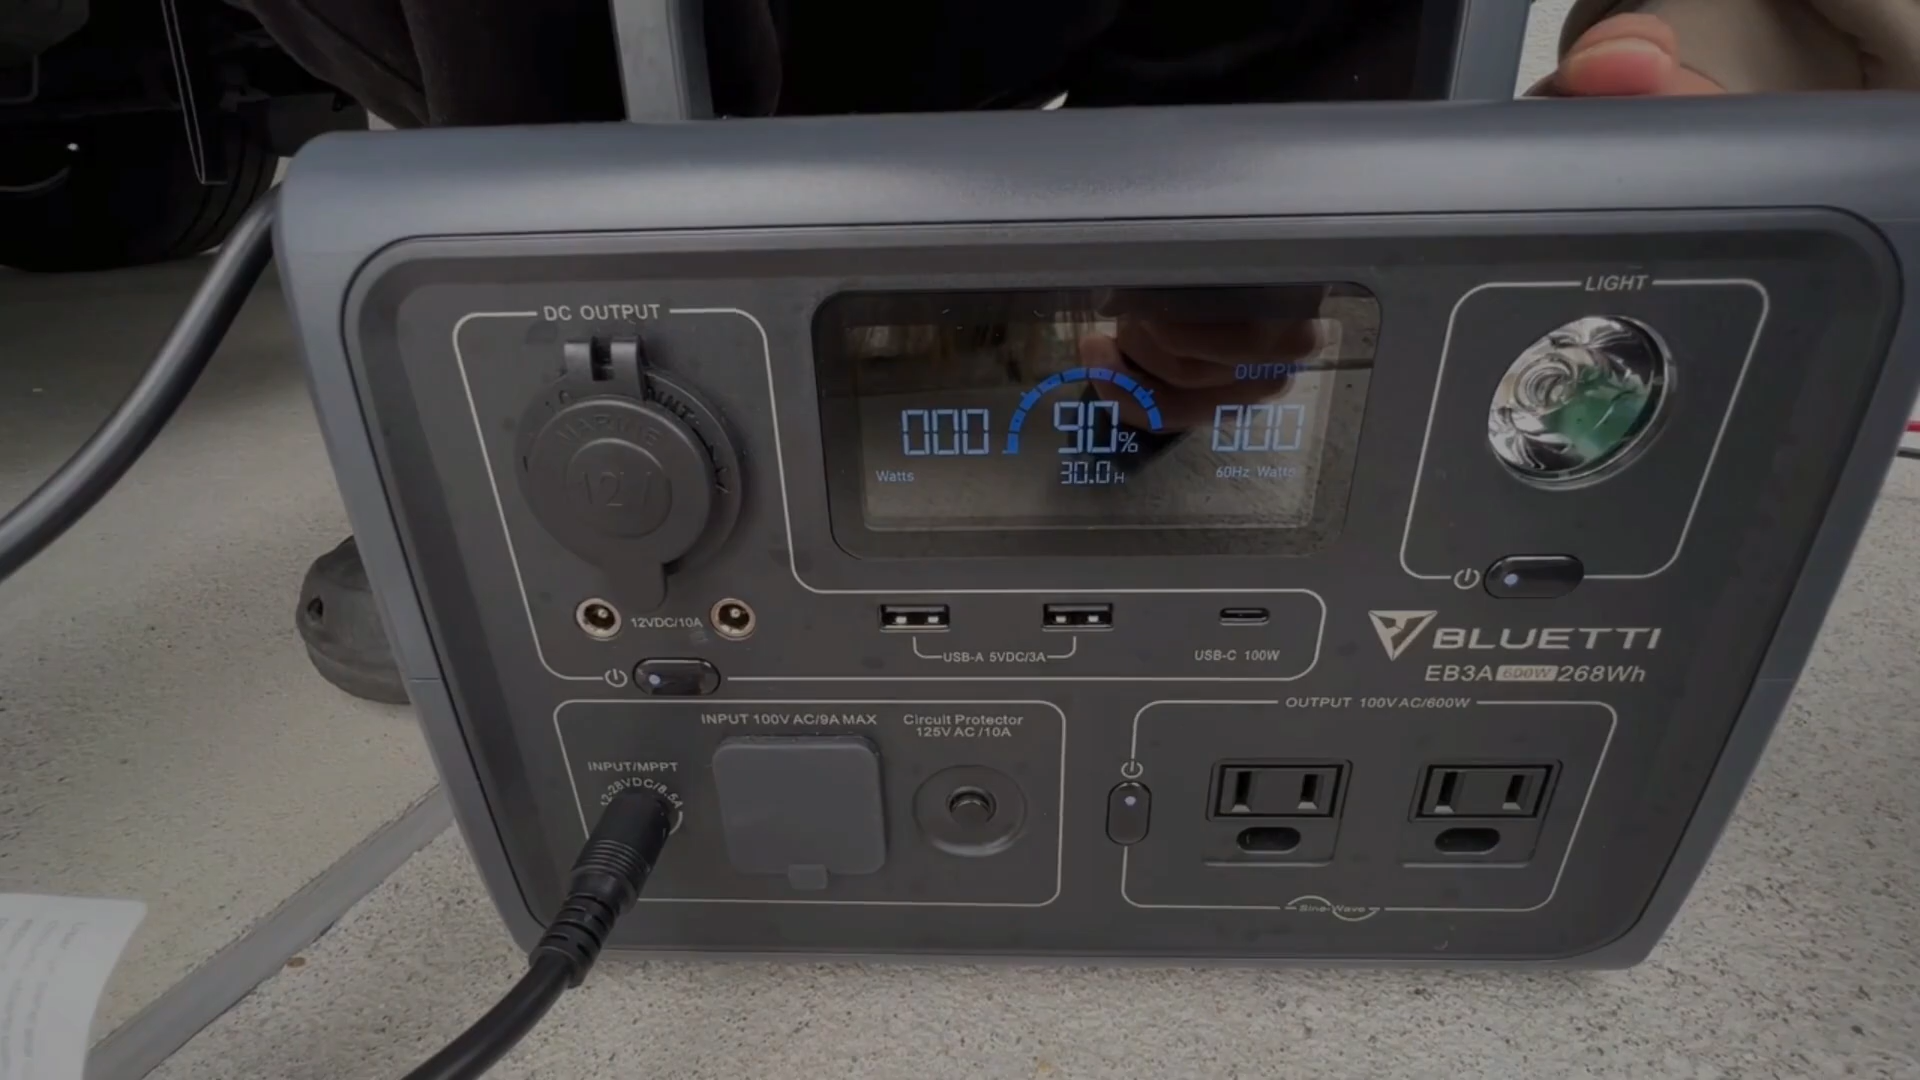 DC OUTPUT
LIGHT
12V
OUTPUT
000
90%
000
Watts
30.0H
60Hz Watts
12VDC/10A
USB-A 5VDC/3A
USB-C 100W
BLUETTI
EB3A 600W 268Wh
INPUT 100V AC/9A MAX
Circuit Protector
125V AC/10A
OUTPUT 100V AC/600W
INPUT/MPPT
12-28VDC/8.5A
Sine Wave